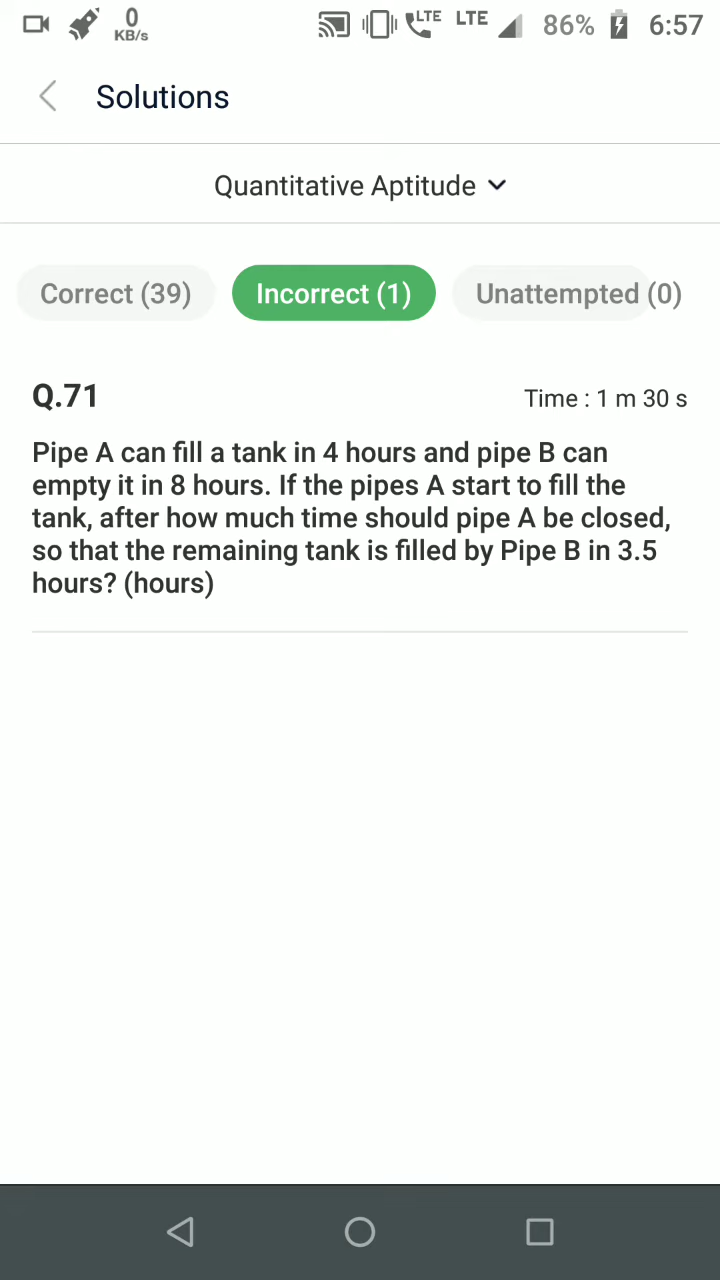 0
KB/s
LTE
LTE
86%
6:57
Solutions
Quantitative Aptitude
Correct (39)
Incorrect (1)
Unattempted (0)
Q.71
Time : 1 m 30 s
Pipe A can fill a tank in 4 hours and pipe B can
empty it in 8 hours. If the pipes A start to fill the
tank, after how much time should pipe A be closed,
so that the remaining tank is filled by Pipe B in 3.5
hours? (hours)